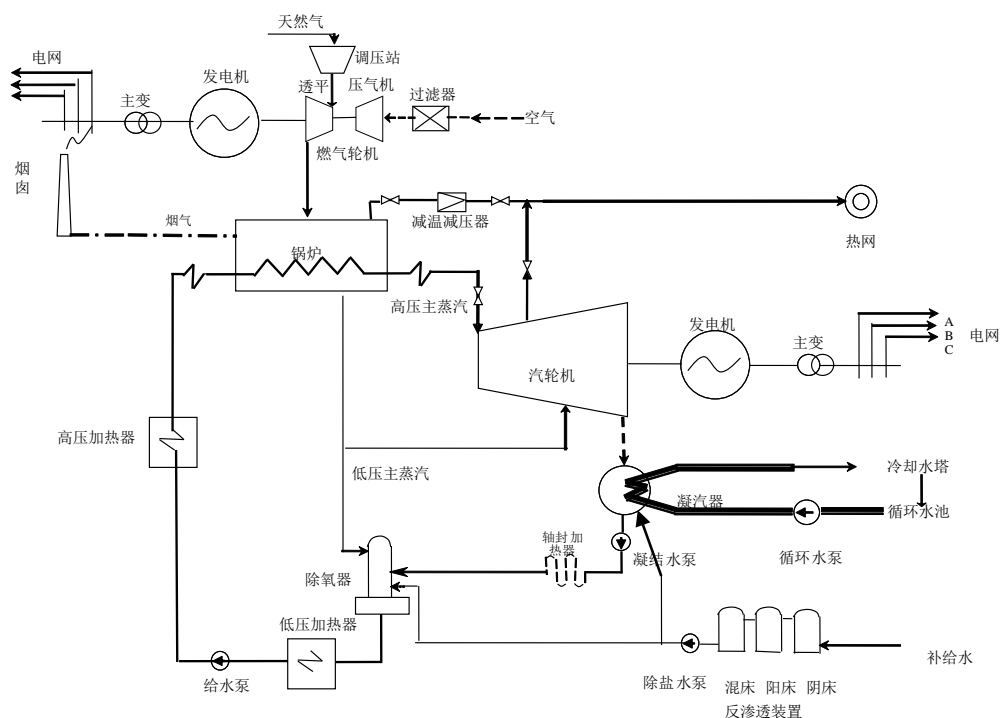 天然气
电网
调压站
发电机
透平
压气机
过滤器
主变
空气
燃气轮机
烟
囱
烟气
减温减压器
热网
锅炉
高压主蒸汽
发电机
A
B
C
电网
主变
汽轮机
高压加热器
低压主蒸汽
冷却水塔
凝汽器
循环水池
轴封加
热器
凝结水泵
循环水泵
除氧器
低压加热器
补给水
给水泵
除盐水泵
混床 阳床 阴床
反渗透装置